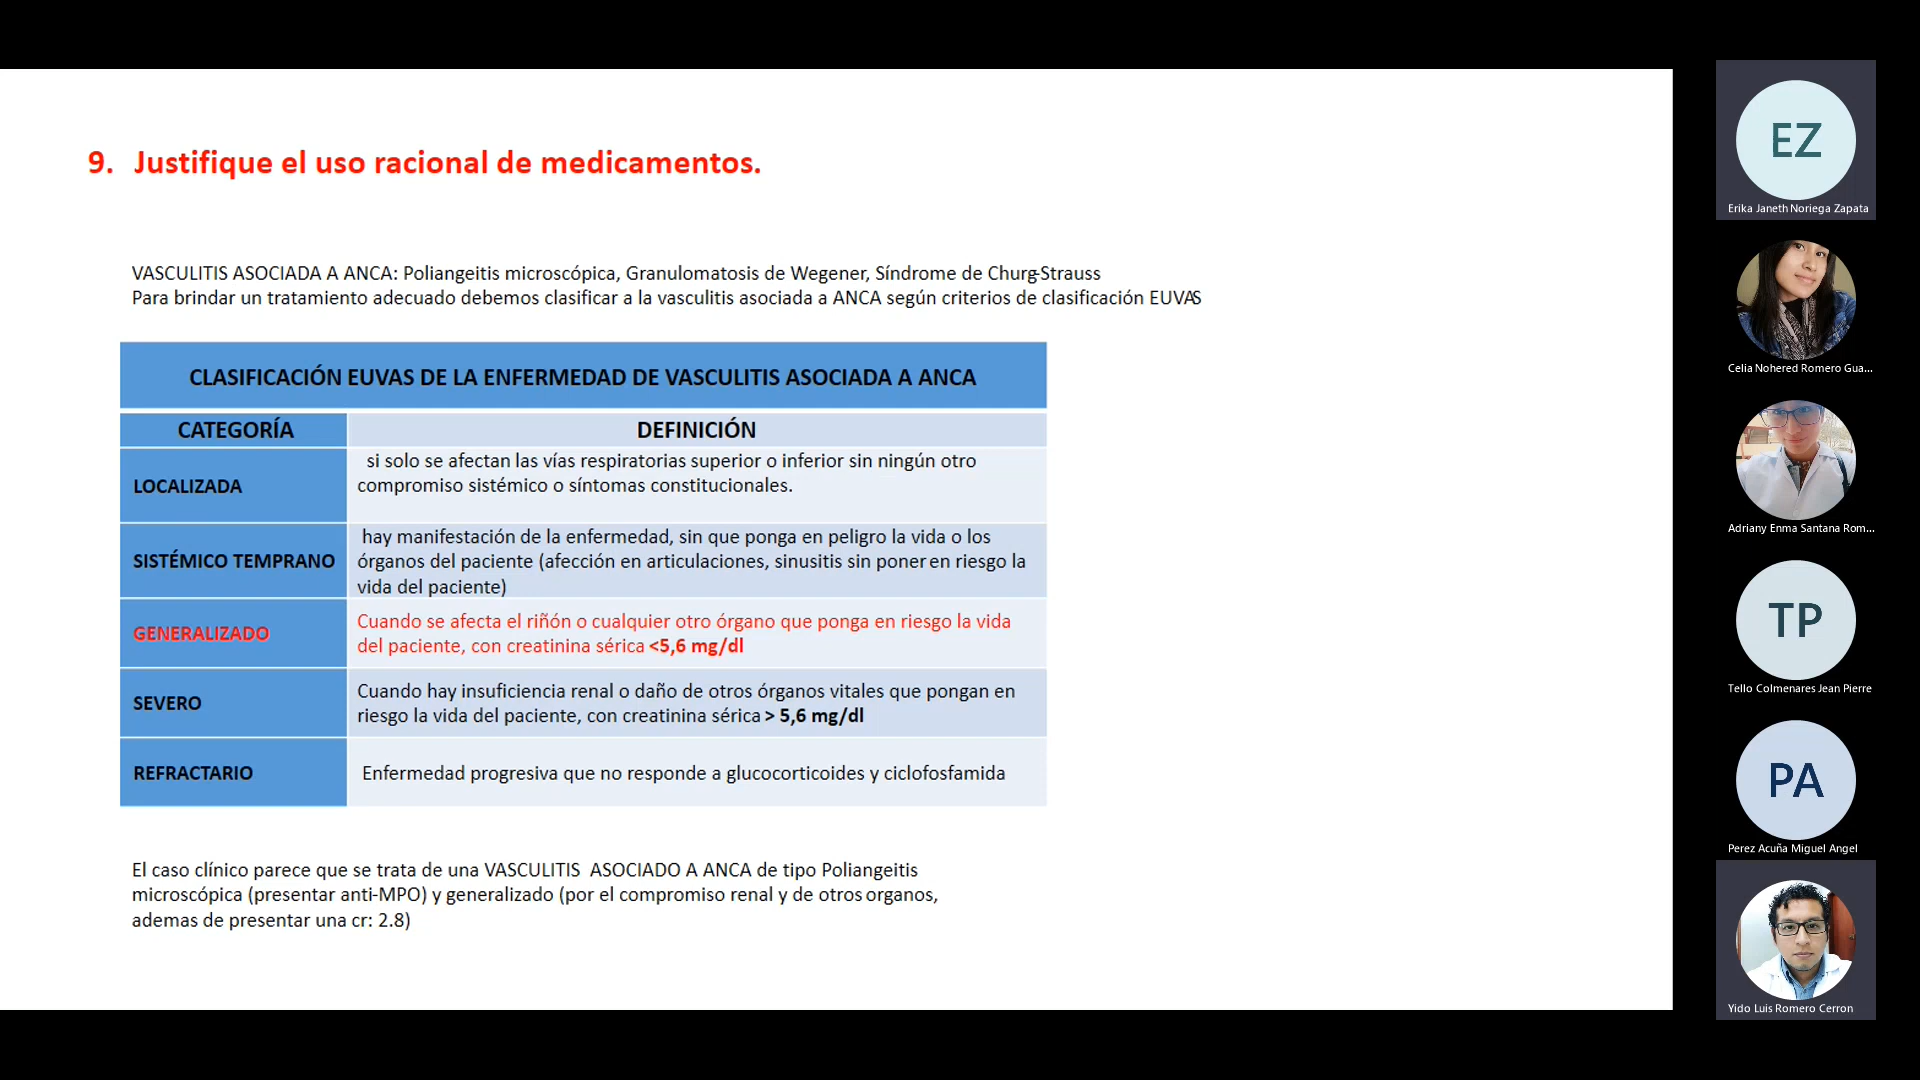 9. Justifique el uso racional de medicamentos.
VASCULITIS ASOCIADA A ANCA: Poliangeitis microscópica, Granulomatosis de Wegener, Síndrome de Churg-Strauss
Para brindar un tratamiento adecuado debemos clasificar a la vasculitis asociada a ANCA según criterios de clasificación EUVAS
CLASIFICACIÓN EUVAS DE LA ENFERMEDAD DE VASCULITIS ASOCIADA A ANCA
CATEGORÍA DEFINICIÓN
LOCALIZADA
si solo se afectan las vías respiratorias superior o inferior sin ningún otro
compromiso sistémico o síntomas constitucionales.
SISTÉMICO TEMPRANO
hay manifestación de la enfermedad, sin que ponga en peligro la vida o los
órganos del paciente (afección en articulaciones, sinusitis sin poner en riesgo la
vida del paciente)
GENERALIZADO
Cuando se afecta el riñón o cualquier otro órgano que ponga en riesgo la vida
del paciente, con creatinina sérica <5,6 mg/dl
SEVERO
Cuando hay insuficiencia renal o daño de otros órganos vitales que pongan en
riesgo la vida del paciente, con creatinina sérica > 5,6 mg/dl
REFRACTARIO
Enfermedad progresiva que no responde a glucocorticoides y ciclofosfamida
El caso clínico parece que se trata de una VASCULITIS ASOCIADO A ANCA de tipo Poliangeitis
microscópica (presentar anti-MPO) y generalizado (por el compromiso renal y de otros organos,
ademas de presentar una cr: 2.8)
EZ
Erika Janeth Noriega Zapata
Celia Nohered Romero Gua...
Adriany Enma Santana Rom...
TP
Tello Colmenares Jean Pierre
PA
Perez Acuña Miguel Angel
Yido Luis Romero Cerron